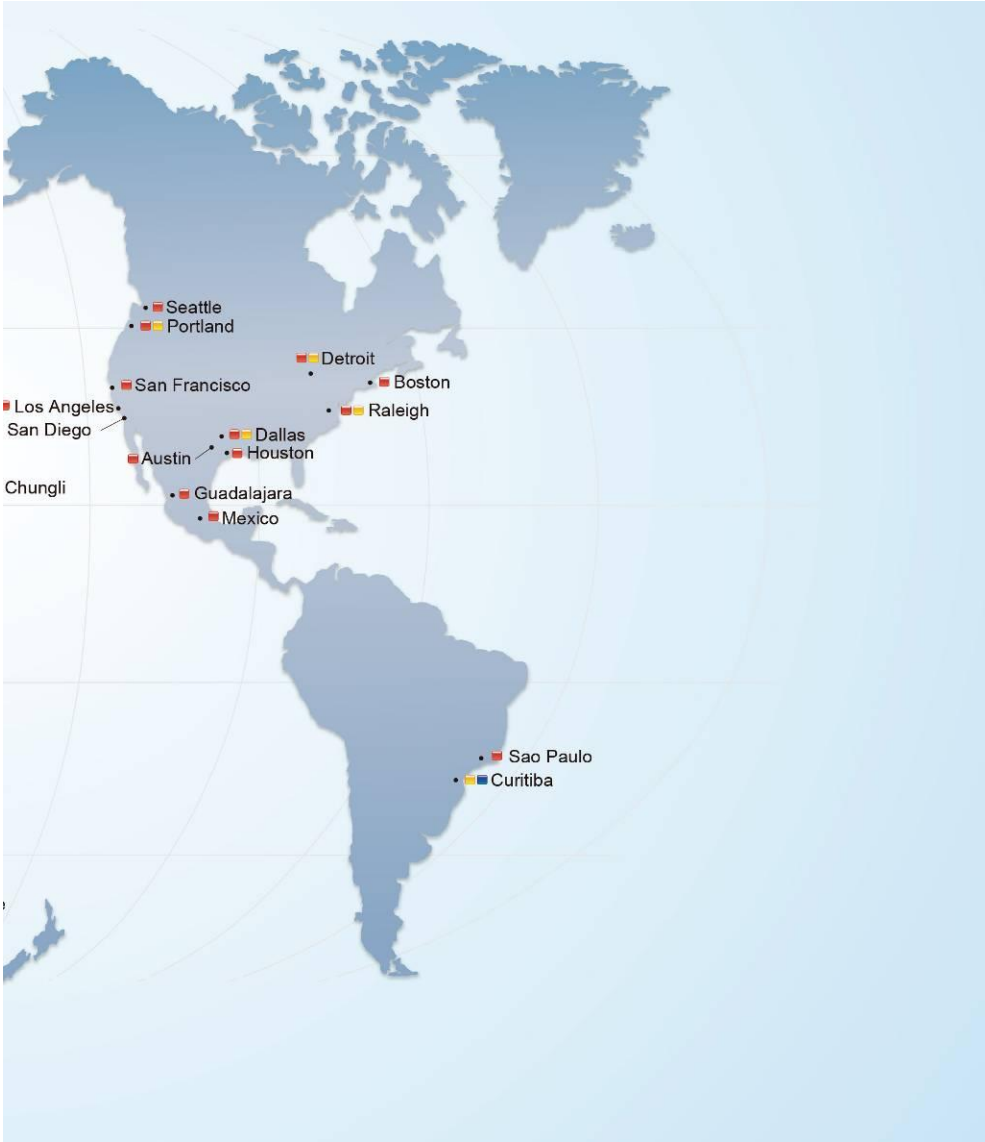 Seattle
Portland
Detroit
San Francisco
Boston
Los Angeles
Raleigh
San Diego
Dallas
Houston
Austin
Chungli
Guadalajara
Mexico
Sao Paulo
Curitiba